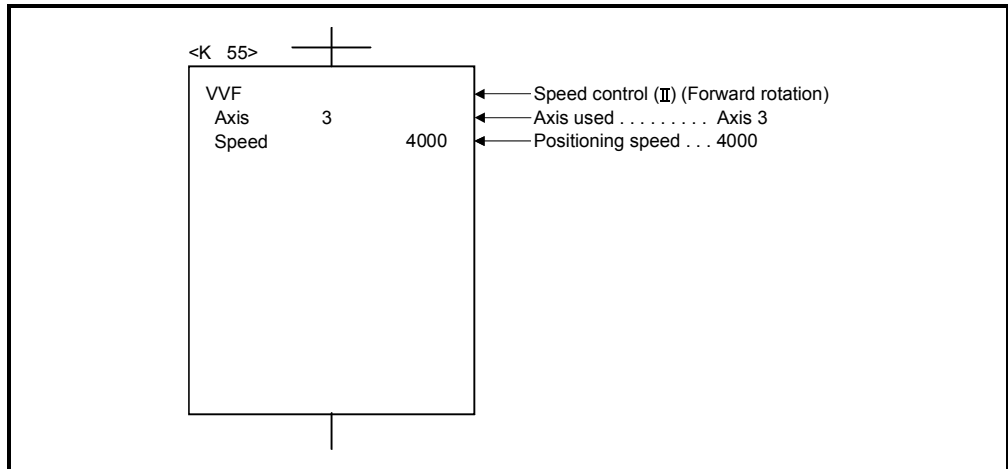 <K 55>
VVF Speed control (Ⅱ) (Forward rotation)
Axis 3 Axis used . . . . . . . . . Axis 3
Speed 4000 Positioning speed . . . 4000